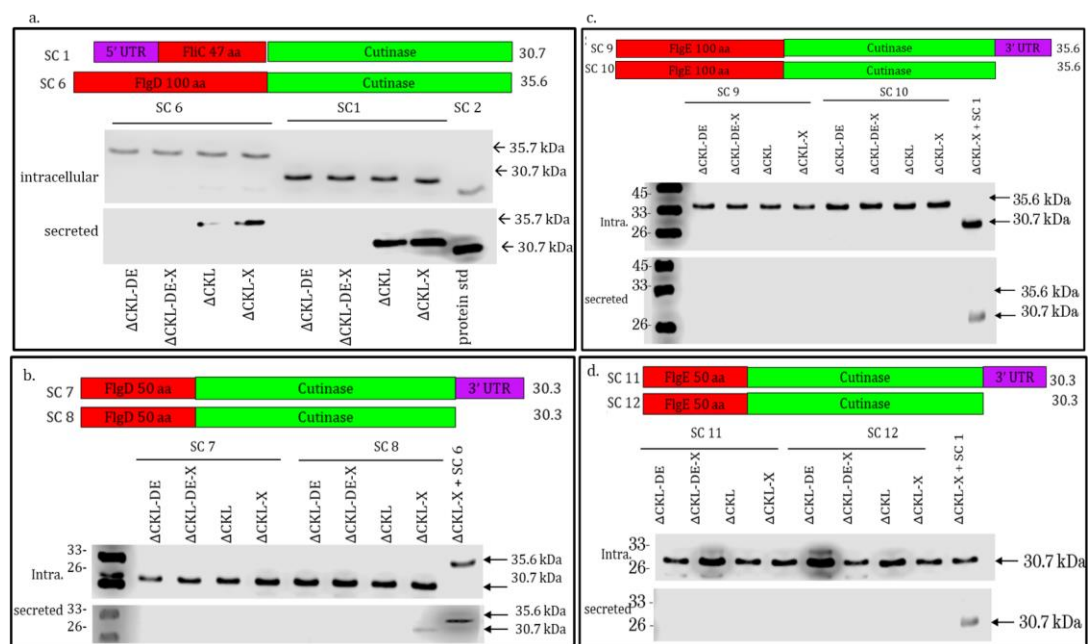 a.
SC 1 5' UTR FliC 47 aa Cutinase 30.7
SC 6 FlgD 100 aa Cutinase 35.6
SC 6 SC1 SC 2
intracellular
35.7 kDa
30.7 kDa
secreted
35.7 kDa
30.7 kDa
ΔCKL-DE ΔCKL-DE-X ΔCKL ΔCKL-X ΔCKL-DE ΔCKL-DE-X ΔCKL ΔCKL-X protein std
b.
SC 7 FlgD 50 aa Cutinase 3' UTR 30.3
SC 8 FlgD 50 aa Cutinase 30.3
SC 7 SC 8
ΔCKL-DE ΔCKL-DE-X ΔCKL ΔCKL-X ΔCKL-DE ΔCKL-DE-X ΔCKL ΔCKL-X ΔCKL-X + SC 6
33-
26-
Intra.
35.6 kDa
30.7 kDa
secreted 33-
26-
35.6 kDa
30.7 kDa
c.
SC 9 FlgE 100 aa Cutinase 3' UTR 35.6
SC 10 FlgE 100 aa Cutinase 35.6
SC 9 SC 10
ΔCKL-DE ΔCKL-DE-X ΔCKL ΔCKL-X ΔCKL-DE ΔCKL-DE-X ΔCKL ΔCKL-X ΔCKL-X + SC 1
45-
33-
26-
Intra.
35.6 kDa
30.7 kDa
45-
33-
26-
secreted
35.6 kDa
30.7 kDa
d.
SC 11 FlgE 50 aa Cutinase 3' UTR 30.3
SC 12 FlgE 50 aa Cutinase 30.3
SC 11 SC 12
ΔCKL-DE ΔCKL-DE-X ΔCKL ΔCKL-X ΔCKL-DE ΔCKL-DE-X ΔCKL ΔCKL-X ΔCKL-X + SC 1
33-
26-
Intra.
30.7 kDa
secreted
33-
26-
30.7 kDa